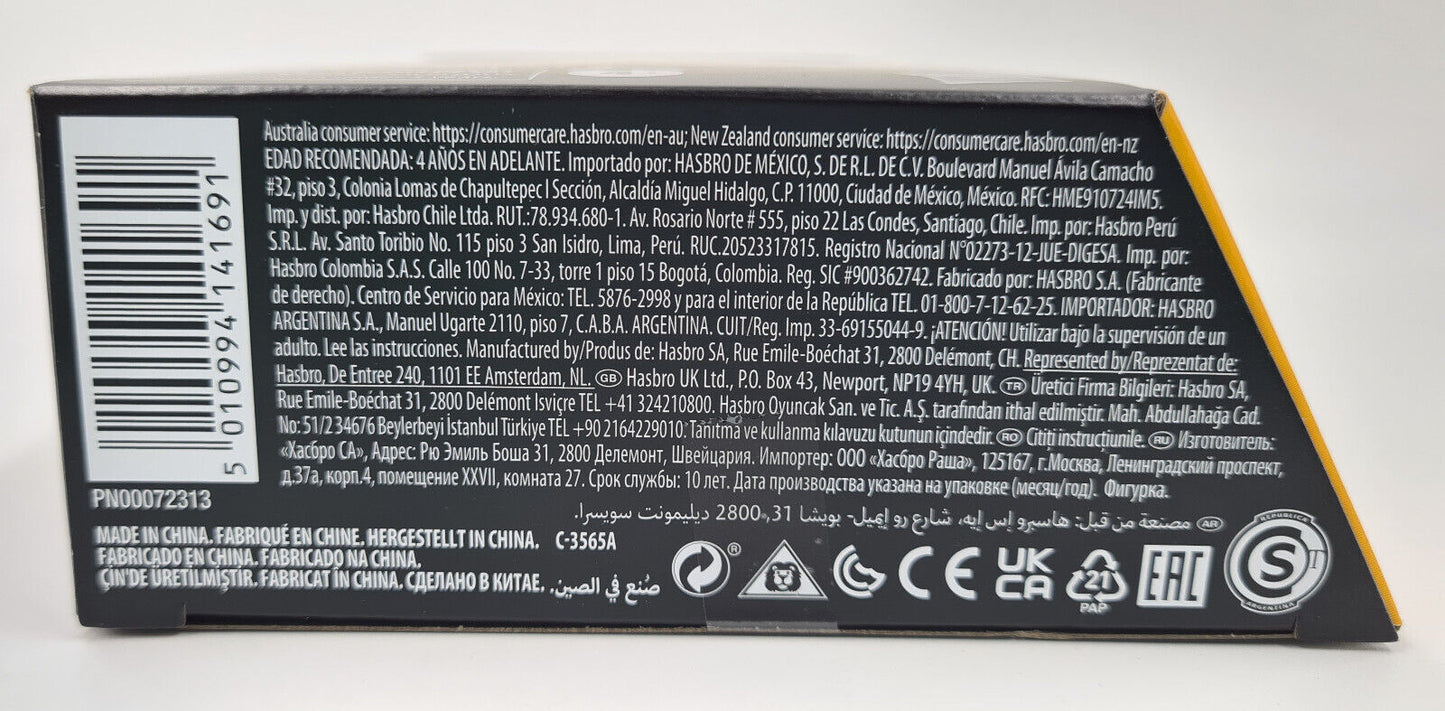 Australia consumer service: https://consumercare.hasbro.com/en-au; New Zealand consumer service: https://consumercare.hasbro.com/en-nz
EDAD RECOMENDADA: 4 AÑOS EN ADELANTE. Importado por: HASBRO DE MÉXICO, S. DE R.L. DE C.V. Boulevard Manuel Ávila Camacho
#32, piso 3, Colonia Lomas de Chapultepec I Sección, Alcaldía Miguel Hidalgo, C.P. 11000, Ciudad de México, México. RFC: HME910724IM5.
Imp. y dist. por: Hasbro Chile Ltda. RUT.:78.934.680-1. Av. Rosario Norte # 555, piso 22 Las Condes, Santiago, Chile. Imp. por: Hasbro Perú
S.R.L. Av. Santo Toribio No. 115 piso 3 San Isidro, Lima, Perú. RUC.20523317815. Registro Nacional N°02273-12-JUE-DIGESA. Imp. por:
Hasbro Colombia S.A.S. Calle 100 No. 7-33, torre 1 piso 15 Bogotá, Colombia. Reg. SIC #900362742. Fabricado por: HASBRO S.A. (Fabricante
de derecho). Centro de Servicio para México: TEL. 5876-2998 y para el interior de la República TEL. 01-800-7-12-62-25. IMPORTADOR: HASBRO
ARGENTINA S.A., Manuel Ugarte 2110, piso 7, C.A.B.A. ARGENTINA. CUIT/Reg. Imp. 33-69155044-9. ¡ATENCIÓN! Utilizar bajo la supervisión de un
adulto. Lee las instrucciones. Manufactured by/Produs de: Hasbro SA, Rue Emile-Boéchat 31, 2800 Delémont, CH. Represented by/Reprezentat de:
Hasbro, De Entree 240, 1101 EE Amsterdam, NL. GB Hasbro UK Ltd., P.O. Box 43, Newport, NP19 4YH, UK. TR Üretici Firma Bilgileri: Hasbro SA,
Rue Emile-Boéchat 31, 2800 Delémont Isviçre TEL +41 324210800. Hasbro Oyuncak San. ve Tic. A.Ş. tarafından ithal edilmiştir. Mah. Abdullahağa Cad.
No: 51/2 34676 Beylerbeyi İstanbul Türkiye TEL +90 2164229010. Tanıtma ve kullanma kılavuzu kutunun içindedir. RO Citiți instrucțiunile. RU Изготовитель:
«Хасбро СА», Адрес: Рю Эмиль Боша 31, 2800 Делемонт, Швейцария. Импортер: ООО «Хасбро Раша», 125167, г.Москва, Ленинградский проспект,
д.37а, корп.4, помещение XXVII, комната 27. Срок службы: 10 лет. Дата производства указана на упаковке (месяц/год). Фигурка.
AR مصنعة من قبل: هاسبرو إس إيه، شارع رو إيميل- بويشا 31, 2800 ديليمونت سويسرا.
5 010994 141691
PN00072313
MADE IN CHINA. FABRIQUÉ EN CHINE. HERGESTELLT IN CHINA. C-3565A
FABRICADO EN CHINA. FABRICADO NA CHINA.
ÇİN'DE ÜRETİLMİŞTİR. FABRICAT ÎN CHINA. СДЕЛАНО В КИТАЕ. صُنع في الصين.
® CE UK CA 21 PAP EAC
REPUBLICA S T ARGENTINA